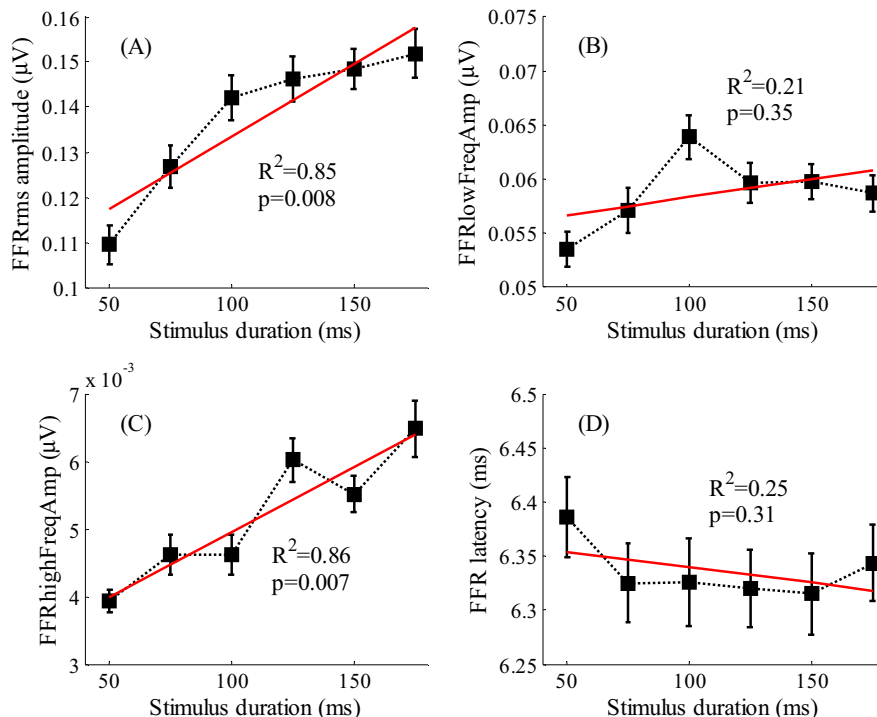 (A)
FFRrms amplitude (µV)
0.16
0.15
0.14
0.13
0.12
0.11
0.1
R²=0.85
p=0.008
50 100 150
Stimulus duration (ms)
(B)
FFRlowFreqAmp (µV)
0.075
0.07
0.065
0.06
0.055
0.05
R²=0.21
p=0.35
50 100 150
Stimulus duration (ms)
x 10⁻³
(C)
FFRhighFreqAmp (µV)
7
6
5
4
3
R²=0.86
p=0.007
50 100 150
Stimulus duration (ms)
(D)
FFR latency (ms)
6.5
6.45
6.4
6.35
6.3
6.25
R²=0.25
p=0.31
50 100 150
Stimulus duration (ms)